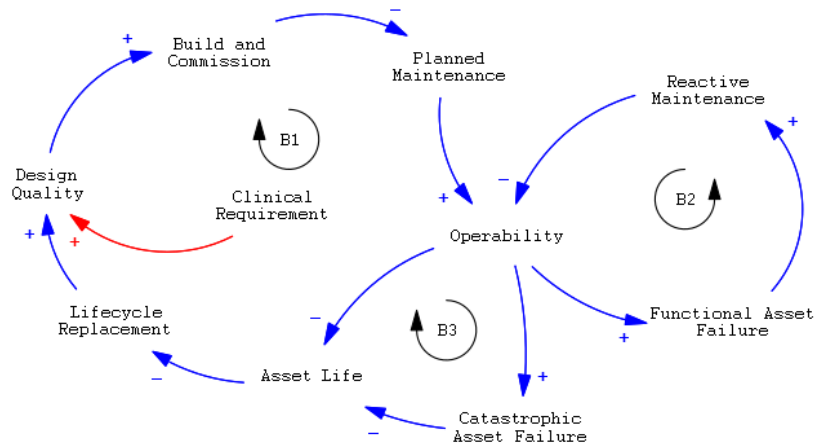 +
−
Build and
Commission
Planned
Maintenance
Reactive
Maintenance
+
B1
Design
Quality
Clinical
Requirement
−
+
B2
+
+
Operability
Lifecycle
Replacement
−
B3
Functional Asset
Failure
+
−
Asset Life
+
−
Catastrophic
Asset Failure